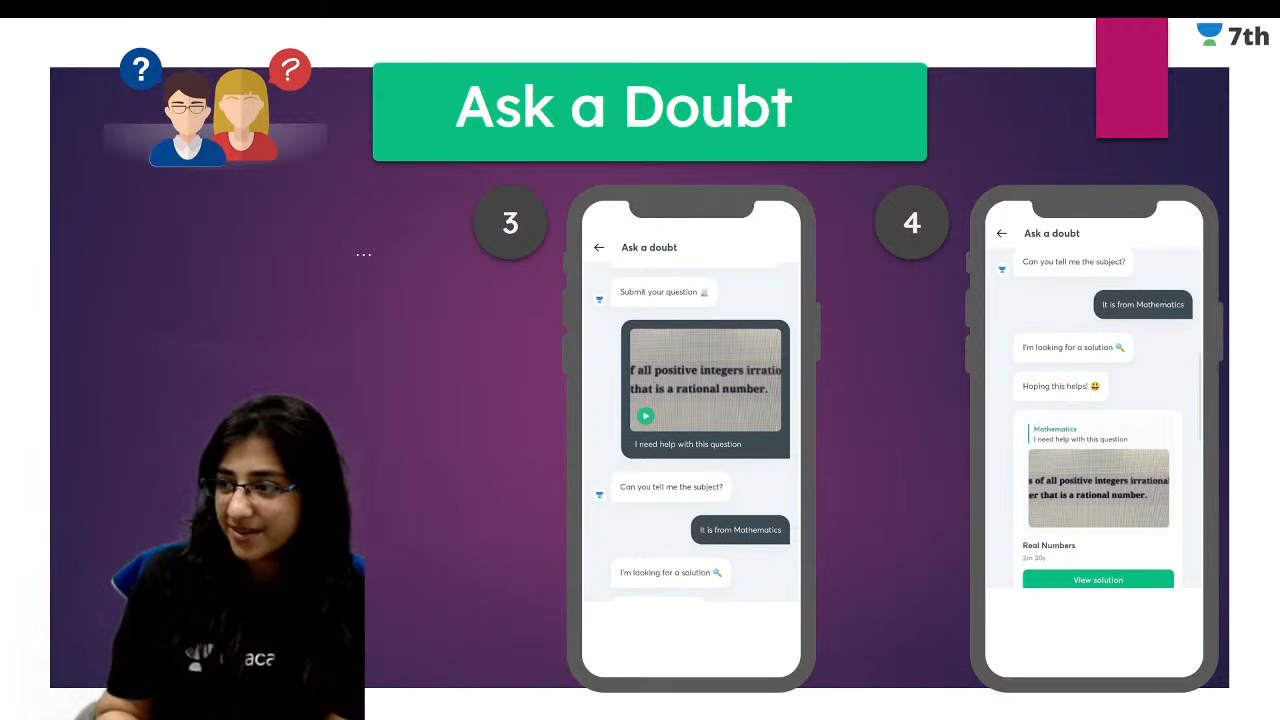 7th
? ?
Ask a Doubt
...
3
Ask a doubt
Submit your question
f all positive integers irratio
that is a rational number.
I need help with this question
Can you tell me the subject?
It is from Mathematics
I'm looking for a solution
4
Ask a doubt
Can you tell me the subject?
It is from Mathematics
I'm looking for a solution
Hoping this helps!
Mathematics
I need help with this question
s of all positive integers irrational
er that is a rational number.
Real Numbers
2m 30s
View solution